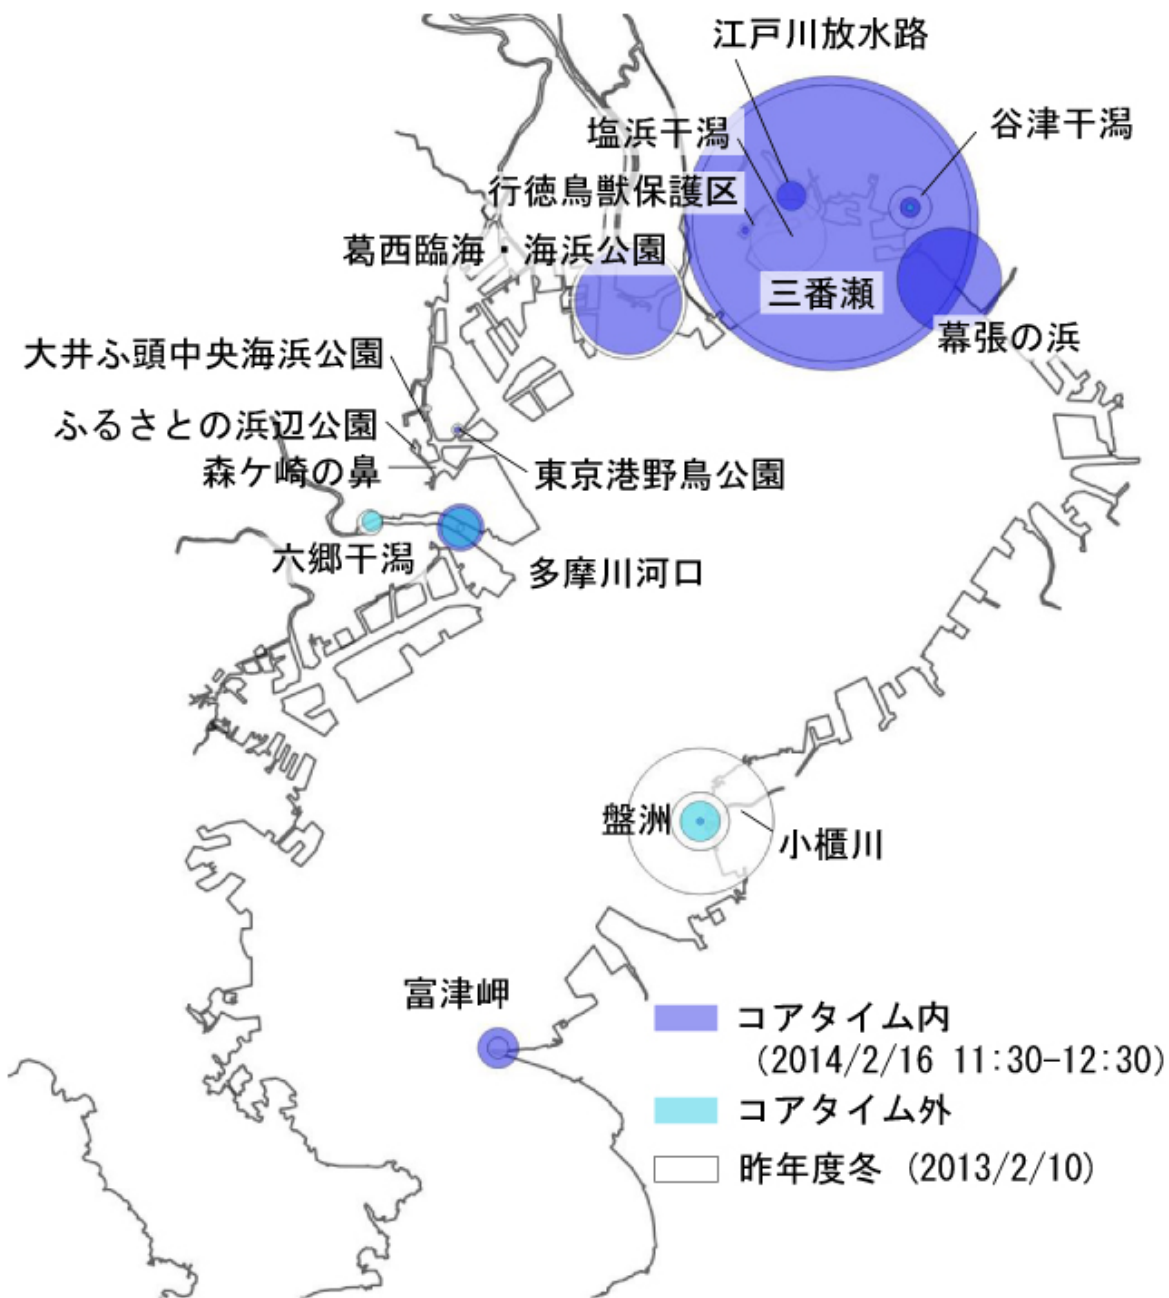 江戸川放水路
塩浜干潟
谷津干潟
行徳鳥獣保護区
葛西臨海・海浜公園
三番瀬
幕張の浜
大井ふ頭中央海浜公園
ふるさとの浜辺公園
森ケ崎の鼻
東京港野鳥公園
六郷干潟
多摩川河口
盤洲
小櫃川
富津岬
コアタイム内
(2014/2/16 11:30-12:30)
コアタイム外
昨年度冬 (2013/2/10)